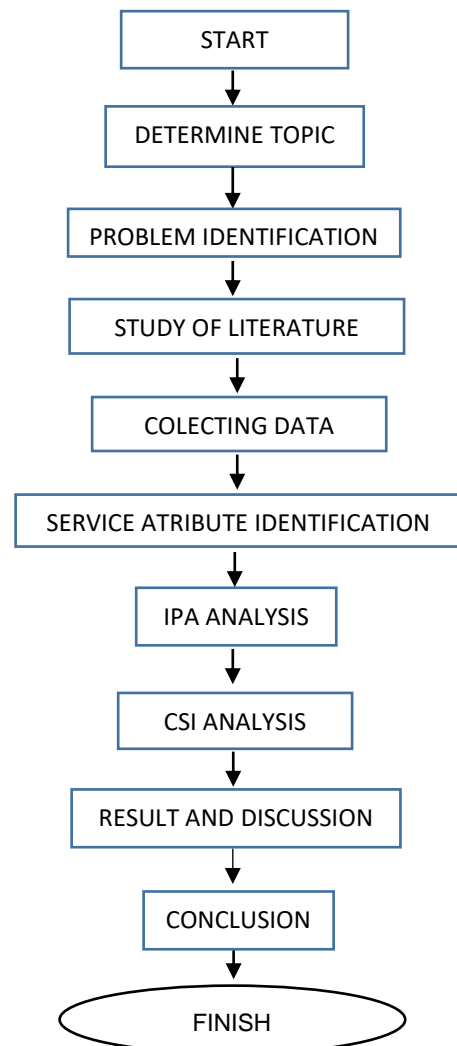 START
DETERMINE TOPIC
PROBLEM IDENTIFICATION
STUDY OF LITERATURE
COLECTING DATA
SERVICE ATRIBUTE IDENTIFICATION
IPA ANALYSIS
CSI ANALYSIS
RESULT AND DISCUSSION
CONCLUSION
FINISH